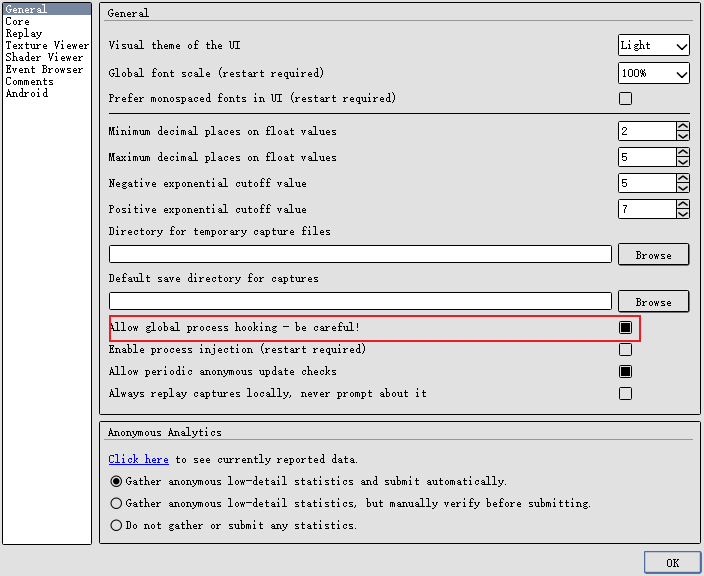 General
Core
Replay
Texture Viewer
Shader Viewer
Event Browser
Comments
Android
General
Visual theme of the UI Light
Global font scale (restart required) 100%
Prefer monospaced fonts in UI (restart required)
Minimum decimal places on float values 2
Maximum decimal places on float values 5
Negative exponential cutoff value 5
Positive exponential cutoff value 7
Directory for temporary capture files
Browse
Default save directory for captures
Browse
Allow global process hooking - be careful!
Enable process injection (restart required)
Allow periodic anonymous update checks
Always replay captures locally, never prompt about it
Anonymous Analytics
Click here to see currently reported data.
Gather anonymous low-detail statistics and submit automatically.
Gather anonymous low-detail statistics, but manually verify before submitting.
Do not gather or submit any statistics.
OK